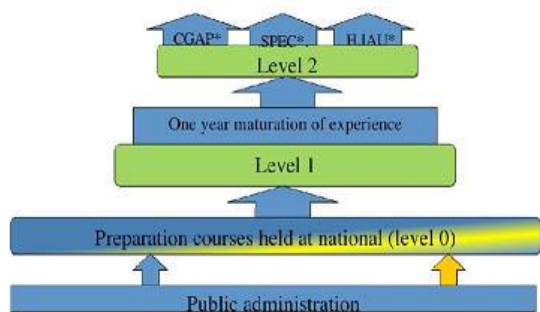 CGAP* SPEC*. HIAU*
Level 2
One year maturation of experience
Level 1
Preparation courses held at national (level 0)
Public administration